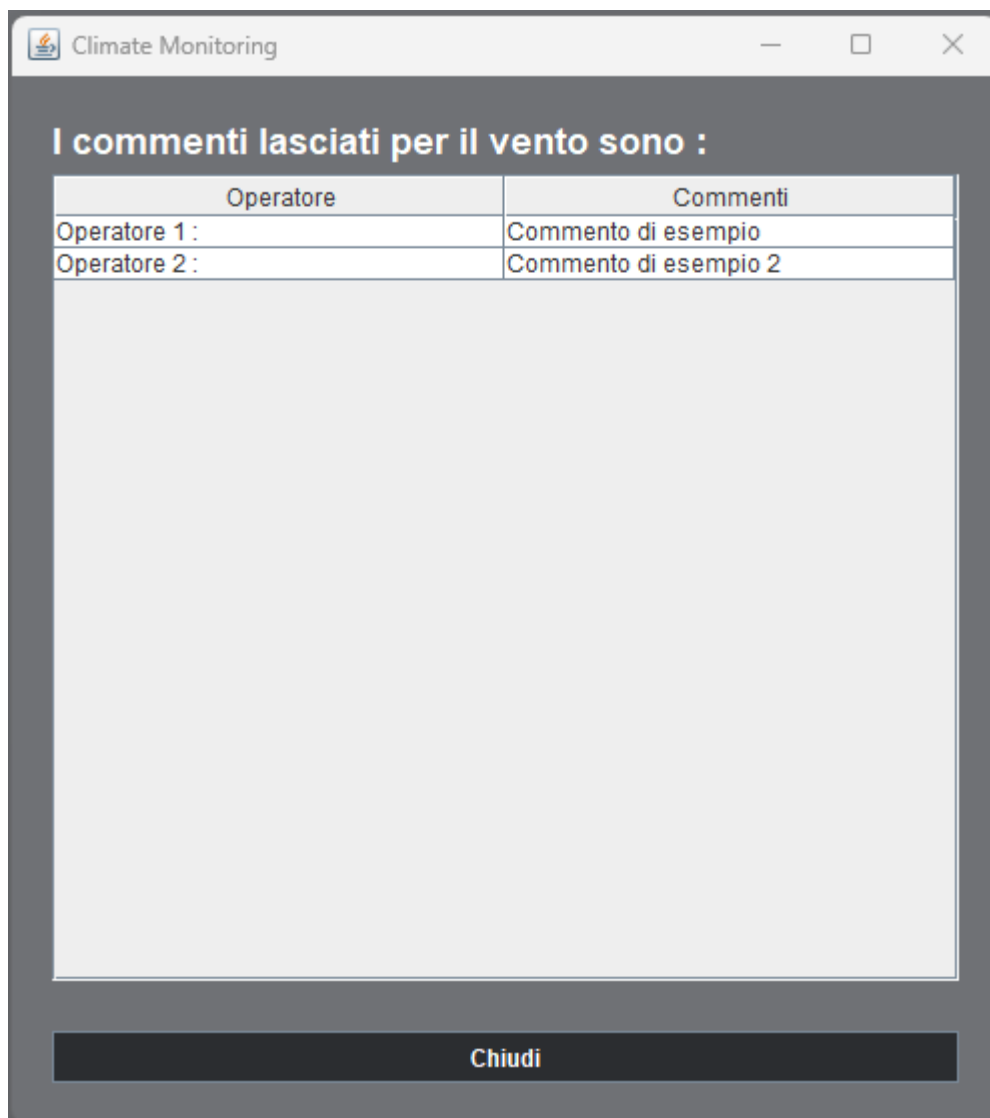 Climate Monitoring
I commenti lasciati per il vento sono :
Operatore Commenti
Operatore 1 : Commento di esempio
Operatore 2 : Commento di esempio 2
Chiudi